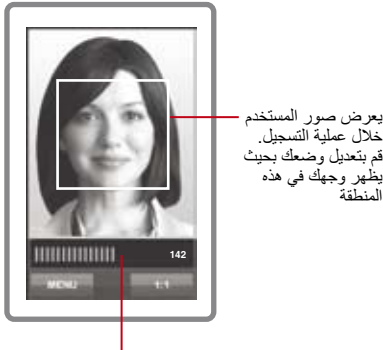 يعرض صور المستخدم
خلال عملية التسجيل.
قم بتعديل وضعك بحيث
يظهر وجهك في هذه
المنطقة
142
MENU
1:1